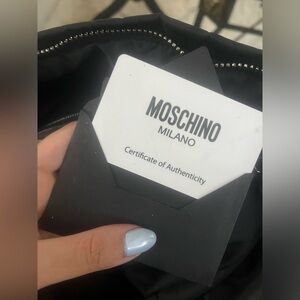 MOSCHINO
MILANO
Certificate of Authenticity